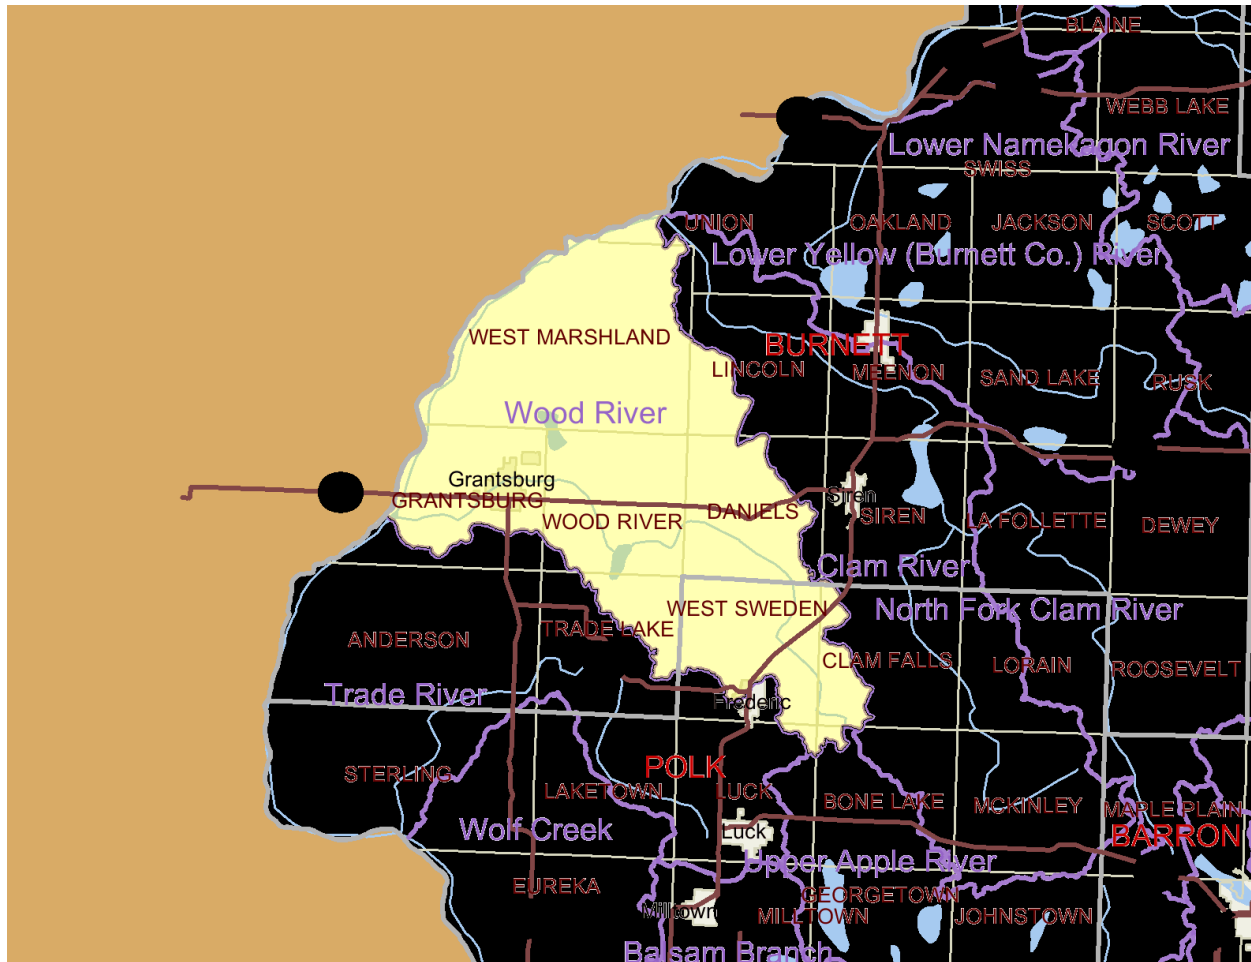 BLAINE
WEBB LAKE
Lower Namekagon River
SWISS
UNION
OAKLAND
JACKSON
SCOTT
Lower Yellow (Burnett Co.) River
WEST MARSHLAND
BURNETT
LINCOLN
MEENON
SAND LAKE
RUSK
Wood River
Grantsburg
GRANTSBURG
WOOD RIVER
DANIELS
Siren
SIREN
LA FOLLETTE
DEWEY
Clam River
WEST SWEDEN
North Fork Clam River
TRADE LAKE
ANDERSON
CLAM FALLS
LORAIN
ROOSEVELT
Trade River
Frederic
STERLING
POLK
LAKETOWN
LUCK
BONE LAKE
MCKINLEY
MAPLE PLAIN
Wolf Creek
Luck
BARRON
Upper Apple River
EUREKA
GEORGETOWN
Milltown
MILLTOWN
JOHNSTOWN
Balsam Branch